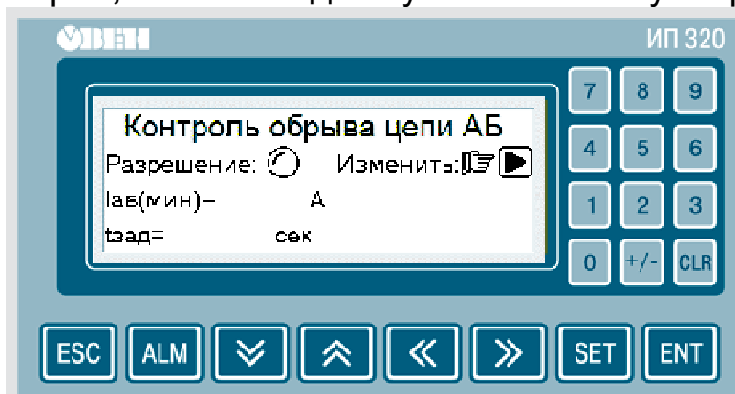 ОВЕН
ИП 320
Контроль обрыва цепи АБ
Разрешение: Изменить:
Iав(мин)= А
tзад= сек
7 8 9
4 5 6
1 2 3
0 +/- CLR
ESC ALM SET ENT